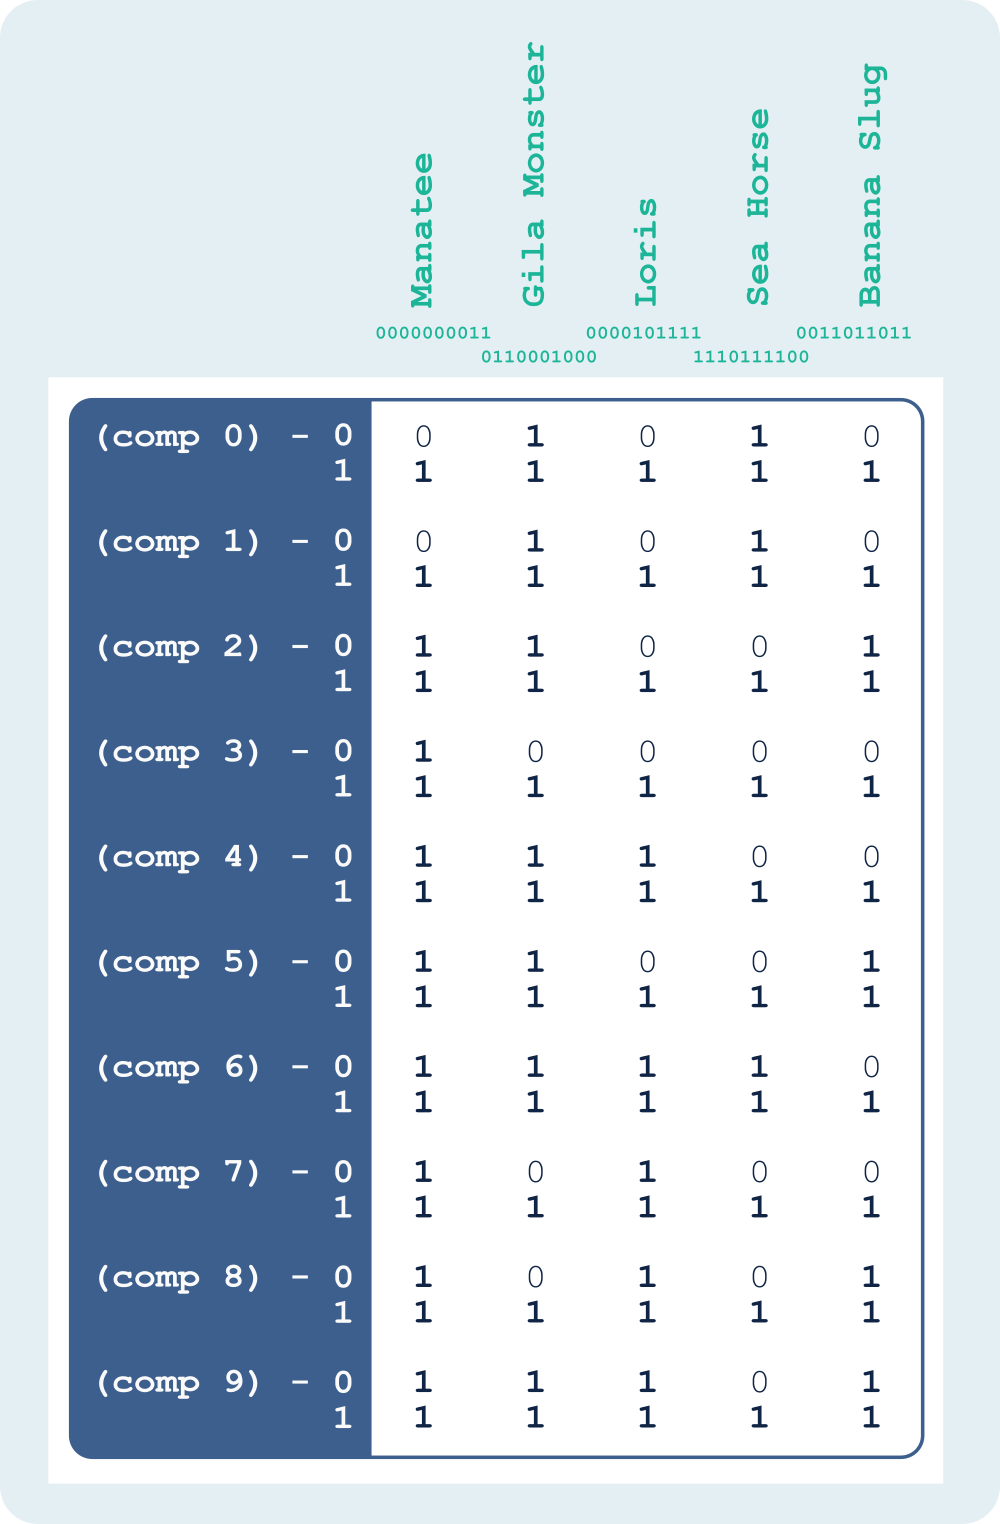 Manatee
Gila Monster
Loris
Sea Horse
Banana Slug
0000000011 0000101111 0011011011
0110001000 1110111100
(comp 0) - 0 0 1 0 1 0
1 1 1 1 1 1
(comp 1) - 0 0 1 0 1 0
1 1 1 1 1 1
(comp 2) - 0 1 1 0 0 1
1 1 1 1 1 1
(comp 3) - 0 1 0 0 0 0
1 1 1 1 1 1
(comp 4) - 0 1 1 1 0 0
1 1 1 1 1 1
(comp 5) - 0 1 1 0 0 1
1 1 1 1 1 1
(comp 6) - 0 1 1 1 1 0
1 1 1 1 1 1
(comp 7) - 0 1 0 1 0 0
1 1 1 1 1 1
(comp 8) - 0 1 0 1 0 1
1 1 1 1 1 1
(comp 9) - 0 1 1 1 0 1
1 1 1 1 1 1